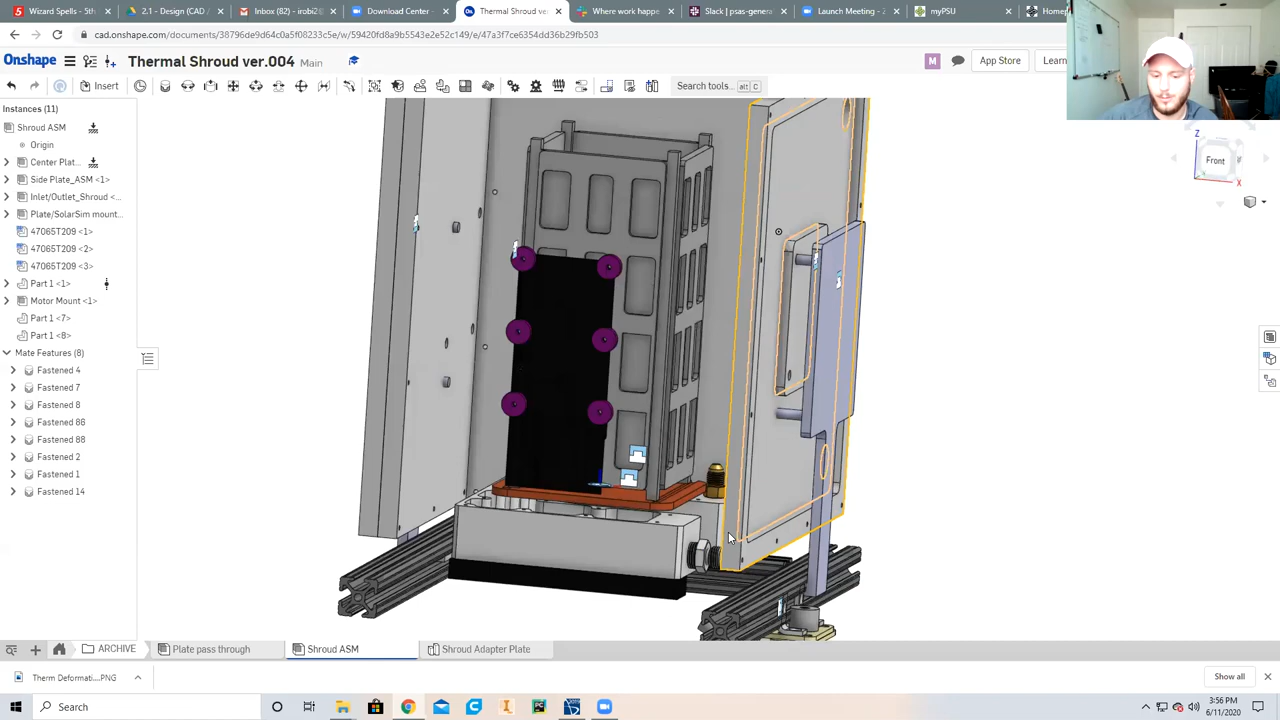 Wizard Spells - 5th
2.1 - Design (CAD /
Inbox (6) - irobi2@
Download Center -
Thermal Shroud ver.
Where work happe
Slack | psas-general
Launch Meeting - Z
myPSU
Homep
cad.onshape.com/documents/38796de9d64c0a5f08233c5e/w/59420fd8a9b5543e2e52c149/e/47a3f7ce6354dd36b29fb503
Onshape
Thermal Shroud ver.004 Main
M
App Store
Learn
Insert
Search tools... alt C
Instances (11)
Shroud ASM
Origin
Center Plat...
Side Plate_ASM <1>
Inlet/Outlet_Shroud <...
Plate/SolarSim mount...
47065T209 <1>
47065T209 <2>
47065T209 <3>
Part 1 <1>
Motor Mount <1>
Part 1 <7>
Part 1 <8>
Mate Features (8)
Fastened 4
Fastened 7
Fastened 8
Fastened 86
Fastened 88
Fastened 2
Fastened 1
Fastened 14
Z
Front
X
ARCHIVE
Plate pass through
Shroud ASM
Shroud Adapter Plate
Therm Deformati....PNG
Show all
Search
3:56 PM
6/11/2020